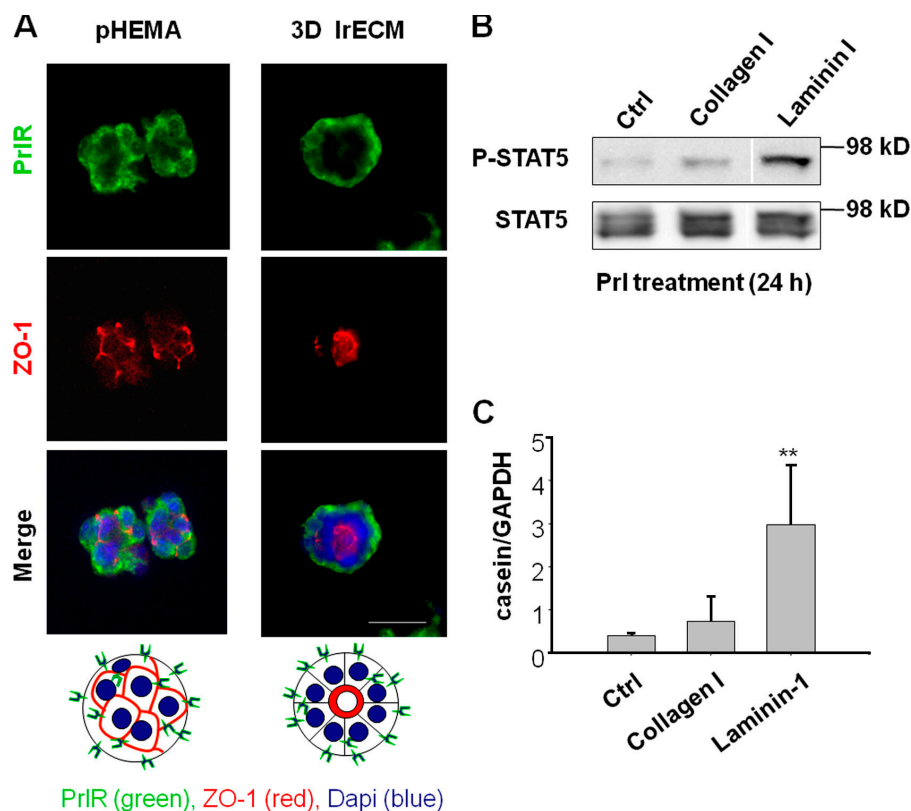 A
pHEMA
3D lrECM
PrlR
ZO-1
Merge
PrlR (green), ZO-1 (red), Dapi (blue)
B
Ctrl
Collagen I
Laminin I
P-STAT5
98 kD
STAT5
98 kD
Prl treatment (24 h)
C
casein/GAPDH
5
4
3
2
1
0
**
Ctrl
Collagen I
Laminin-1